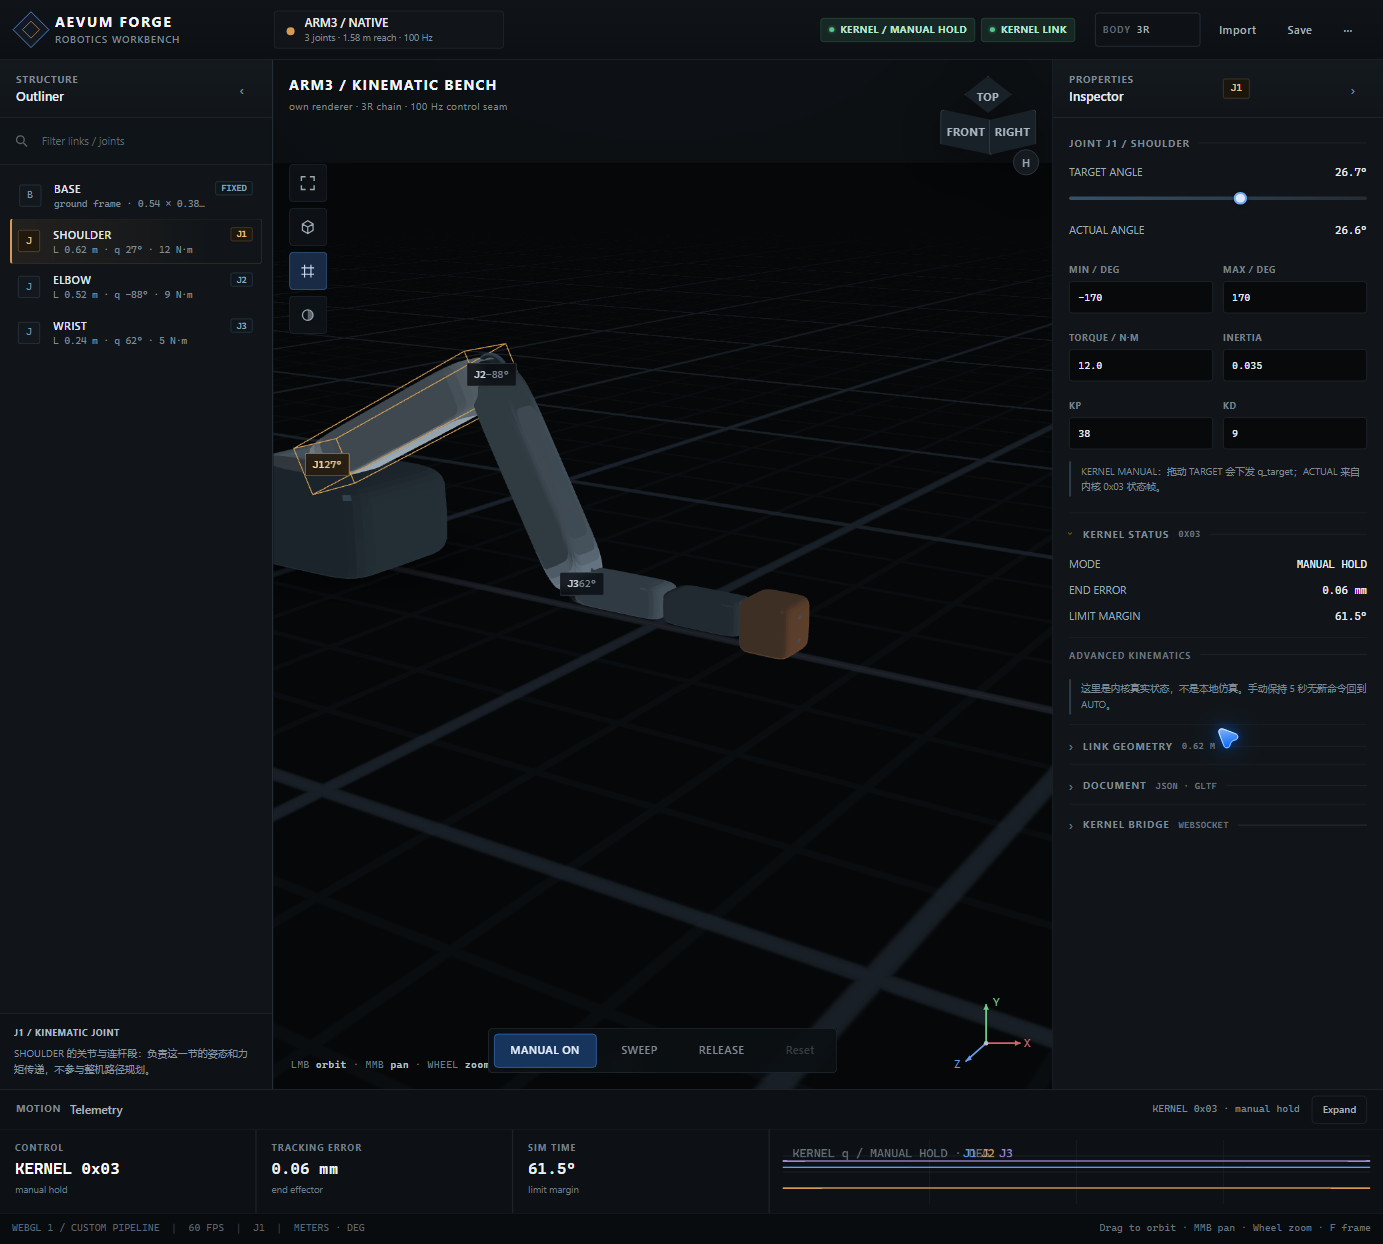 AEVUM FORGE
ROBOTICS WORKBENCH
ARM3 / NATIVE
3 joints · 1.58 m reach · 100 Hz
KERNEL / MANUAL HOLD
KERNEL LINK
BODY 3R
Import
Save
···
STRUCTURE
Outliner
Filter links / joints
B
BASE
FIXED
ground frame · 0.54 × 0.38…
J
SHOULDER
J1
L 0.62 m · q 27° · 12 N·m
J
ELBOW
J2
L 0.52 m · q −88° · 9 N·m
J
WRIST
J3
L 0.24 m · q 62° · 5 N·m
J1 / KINEMATIC JOINT
SHOULDER 的关节与连杆段：负责这一节的姿态和力
矩传递，不参与整机路径规划。
ARM3 / KINEMATIC BENCH
own renderer · 3R chain · 100 Hz control seam
TOP
FRONT
RIGHT
H
J2−88°
J127°
J362°
Y
X
Z
LMB orbit · MMB pan · WHEEL zoom
MANUAL ON
SWEEP
RELEASE
Reset
PROPERTIES
Inspector
J1
JOINT J1 / SHOULDER
TARGET ANGLE
26.7°
ACTUAL ANGLE
26.6°
MIN / DEG
MAX / DEG
−170
170
TORQUE / N·M
INERTIA
12.0
0.035
KP
KD
38
9
KERNEL MANUAL：拖动 TARGET 会下发 q_target；ACTUAL 来自
内核 0x03 状态帧。
KERNEL STATUS 0X03
MODE
MANUAL HOLD
END ERROR
0.06 mm
LIMIT MARGIN
61.5°
ADVANCED KINEMATICS
这里是内核真实状态，不是本地仿真。手动保持 5 秒无新命令回到
AUTO。
LINK GEOMETRY 0.62 M
DOCUMENT JSON · GLTF
KERNEL BRIDGE WEBSOCKET
MOTION Telemetry
KERNEL 0x03 · manual hold
Expand
CONTROL
KERNEL 0x03
manual hold
TRACKING ERROR
0.06 mm
end effector
SIM TIME
61.5°
limit margin
KERNEL q / MANUAL HOLD · DEG
J1 J2 J3
WEBGL 1 / CUSTOM PIPELINE | 60 FPS | J1 | METERS · DEG
Drag to orbit · MMB pan · Wheel zoom · F frame